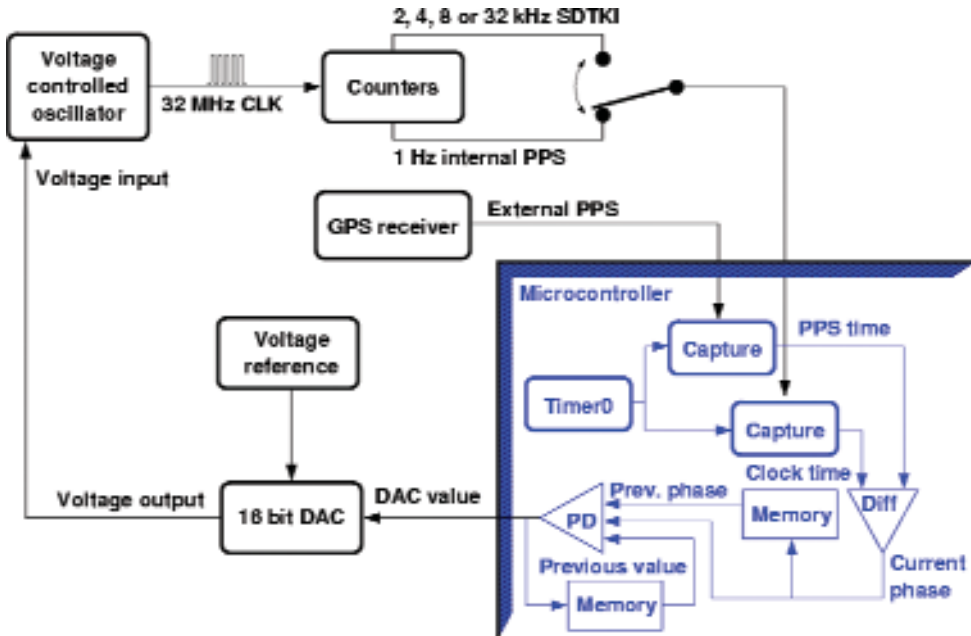 2, 4, 8 or 32 kHz SDTKI
Voltage
controlled
oscillator
32 MHz CLK
Counters
1 Hz internal PPS
Voltage input
GPS receiver
External PPS
Microcontroller
Voltage
reference
Capture
PPS time
Timer0
Capture
Clock time
Voltage output
16 bit DAC
DAC value
PD
Prev. phase
Memory
Diff
Previous value
Memory
Current
phase